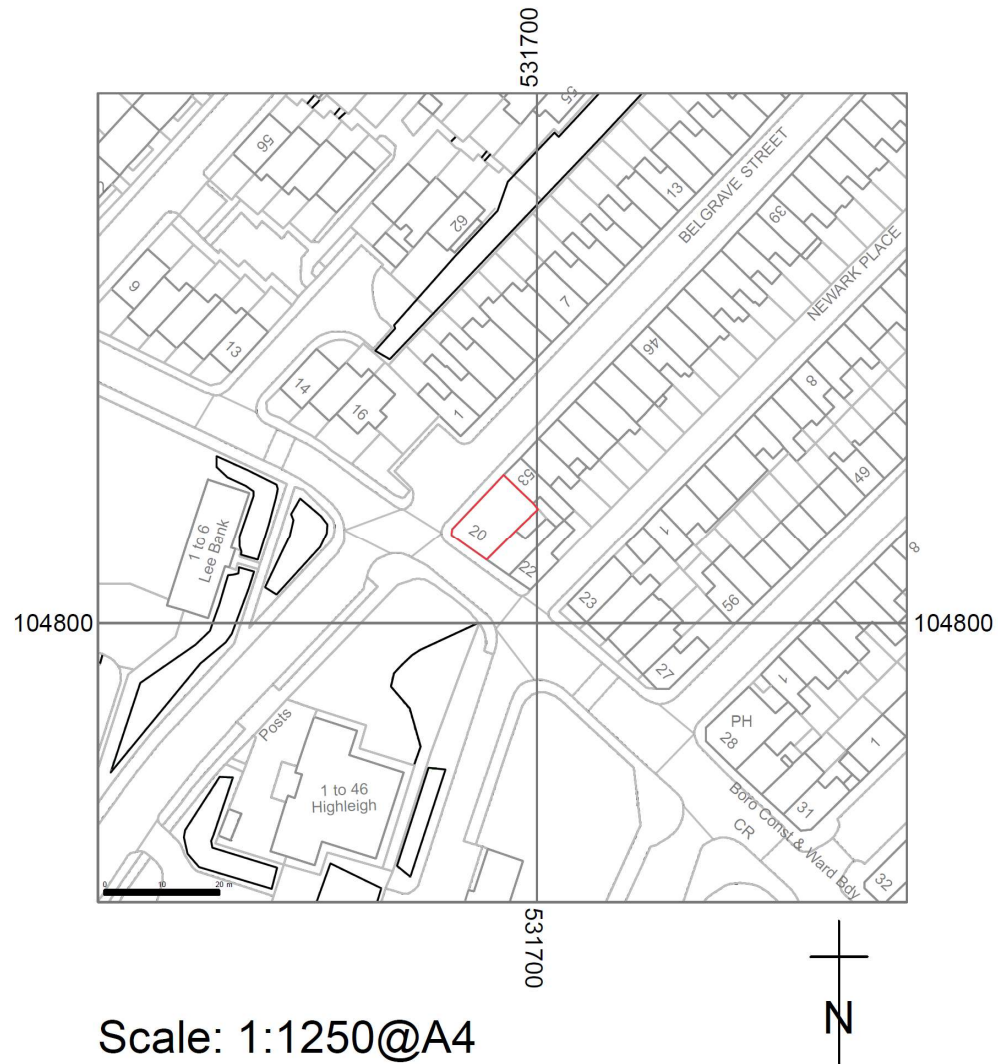 531700
55
56
13
BELGRAVE STREET
62
39
NEWARK PLACE
9
7
13
46
14
16
1
8
53
49
20
1
1 to 6
Lee Bank
22
8
23
56
104800
104800
27
1
Posts
PH
28
1
1 to 46
Highleigh
31
Boro Const & Ward Bdy
CR
32
0 10 20 m
531700
N
Scale: 1:1250@A4